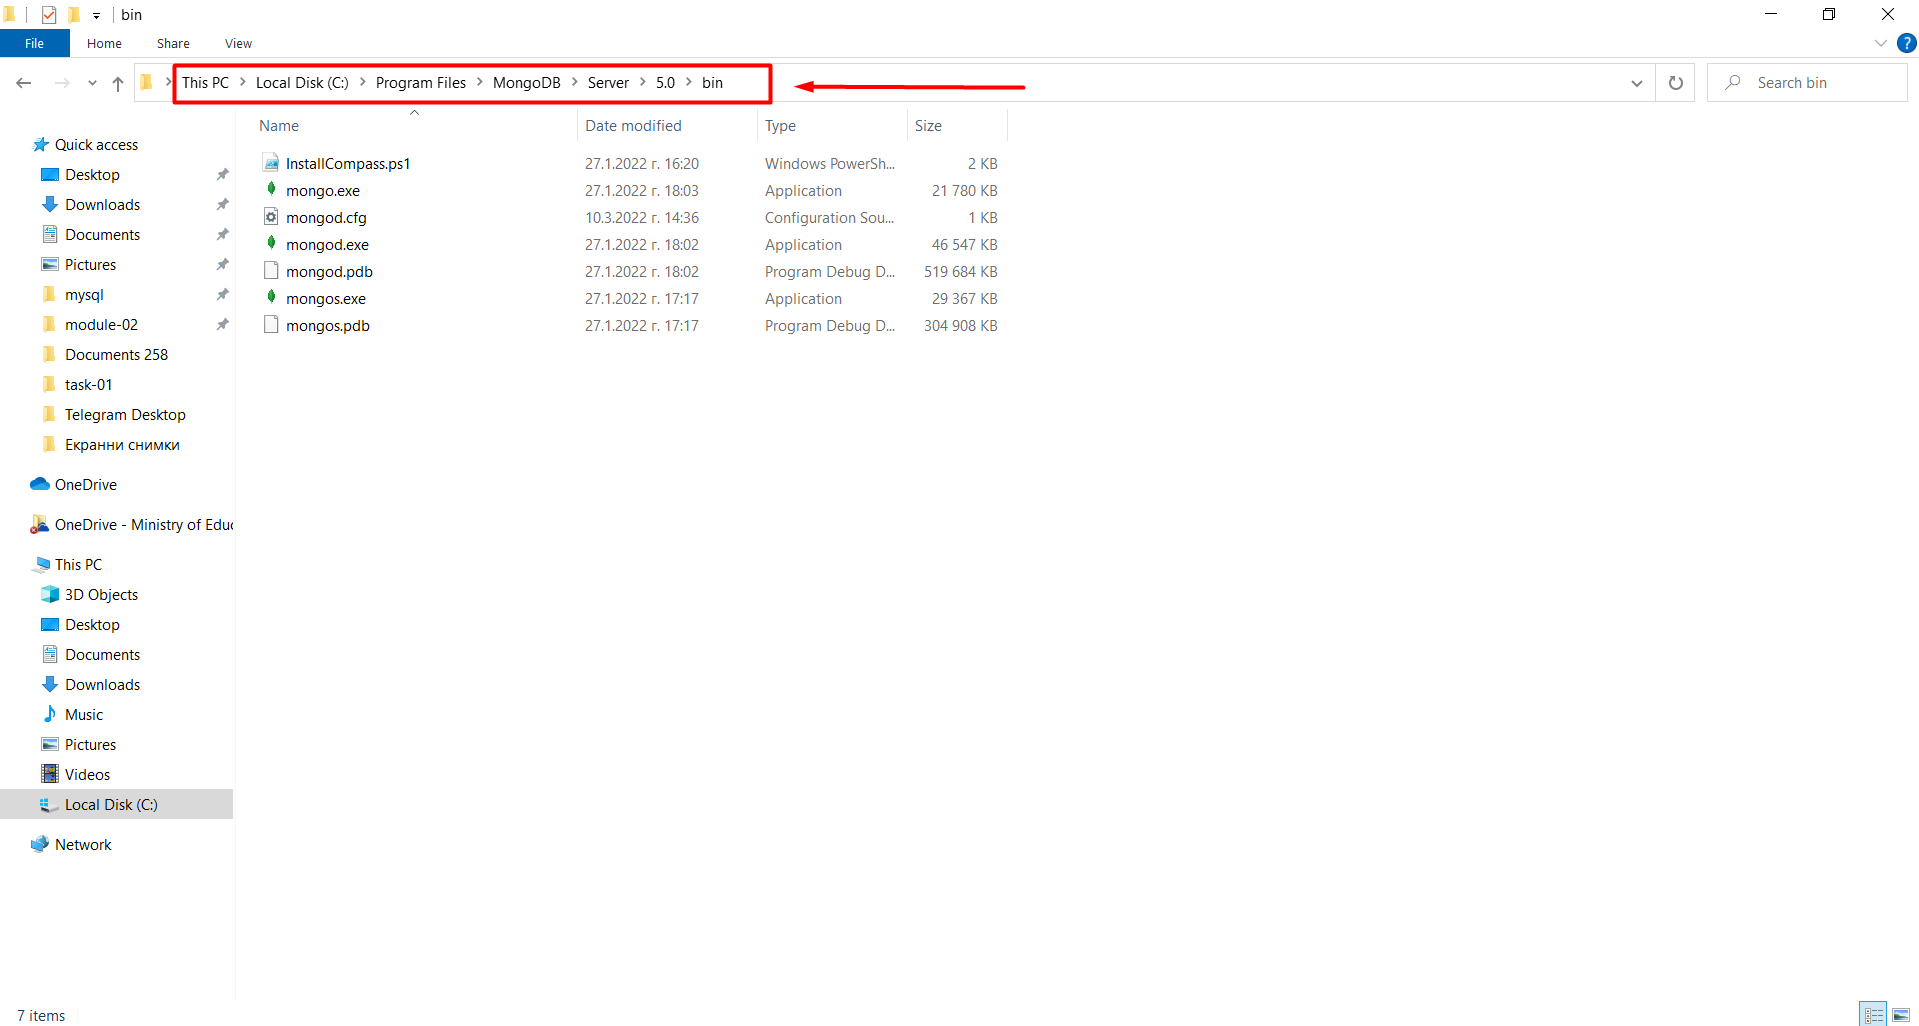 bin
File Home Share View
This PC > Local Disk (C:) > Program Files > MongoDB > Server > 5.0 > bin
Search bin
Name Date modified Type Size
InstallCompass.ps1 27.1.2022 г. 16:20 Windows PowerSh... 2 KB
mongo.exe 27.1.2022 г. 18:03 Application 21 780 KB
mongod.cfg 10.3.2022 г. 14:36 Configuration Sou... 1 KB
mongod.exe 27.1.2022 г. 18:02 Application 46 547 KB
mongod.pdb 27.1.2022 г. 18:02 Program Debug D... 519 684 KB
mongos.exe 27.1.2022 г. 17:17 Application 29 367 KB
mongos.pdb 27.1.2022 г. 17:17 Program Debug D... 304 908 KB
Quick access
Desktop
Downloads
Documents
Pictures
mysql
module-02
Documents 258
task-01
Telegram Desktop
Екранни снимки
OneDrive
OneDrive - Ministry of Edu
This PC
3D Objects
Desktop
Documents
Downloads
Music
Pictures
Videos
Local Disk (C:)
Network
7 items